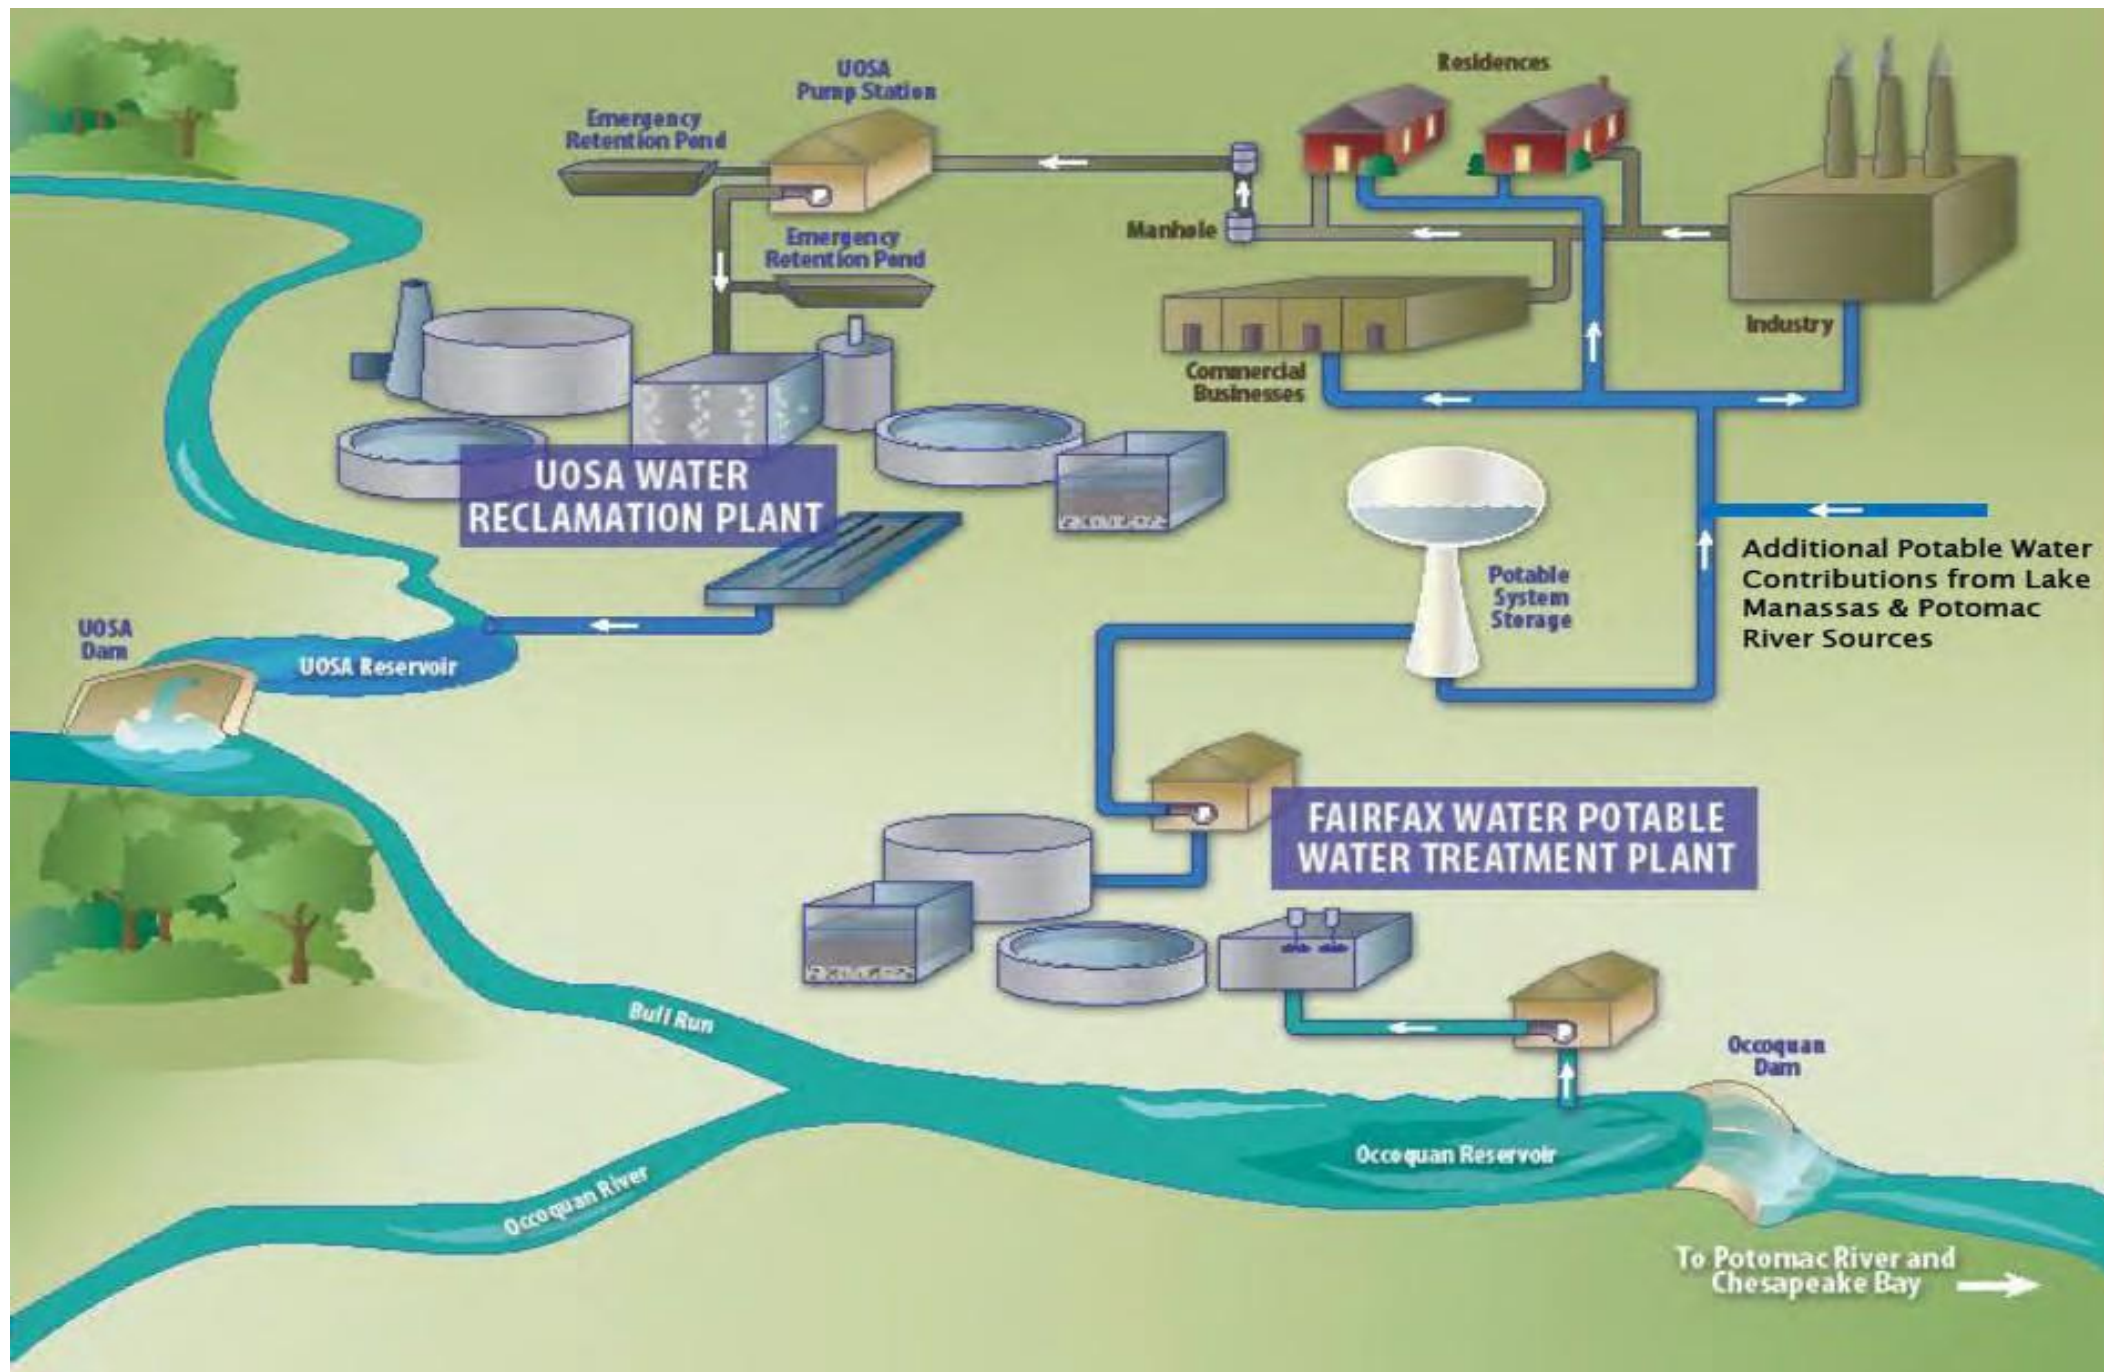 UOSA
Pump Station
Residences
Emergency
Retention Pond
Manhole
Emergency
Retention Pond
Industry
Commercial
Businesses
UOSA WATER
RECLAMATION PLANT
Additional Potable Water
Contributions from Lake
Manassas & Potomac
River Sources
Potable
System
Storage
UOSA
Dam
UOSA Reservoir
FAIRFAX WATER POTABLE
WATER TREATMENT PLANT
Bull Run
Occoquan
Dam
Occoquan Reservoir
Occoquan River
To Potomac River and
Chesapeake Bay